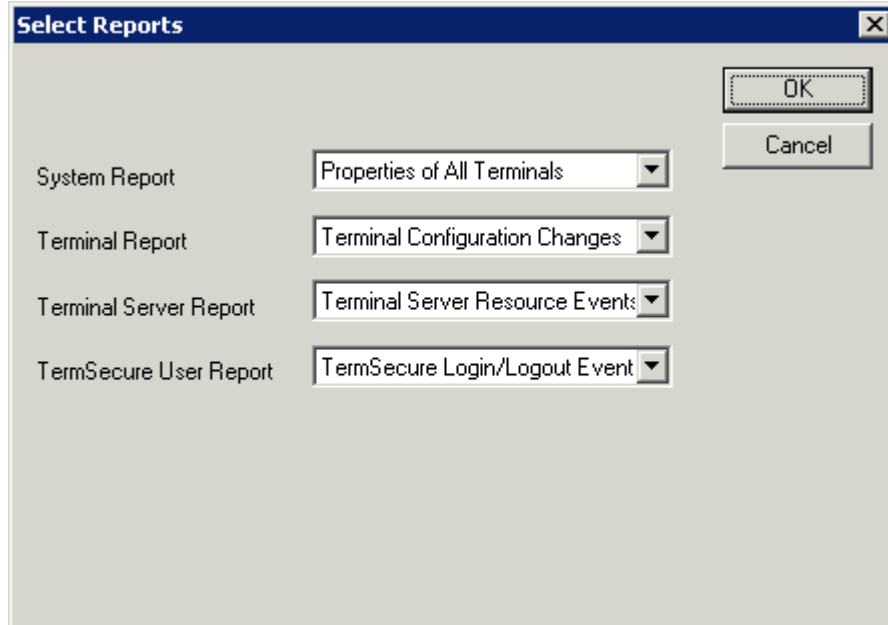 Select Reports
OK
Cancel
System Report
Properties of All Terminals
Terminal Report
Terminal Configuration Changes
Terminal Server Report
Terminal Server Resource Events
TermSecure User Report
TermSecure Login/Logout Event